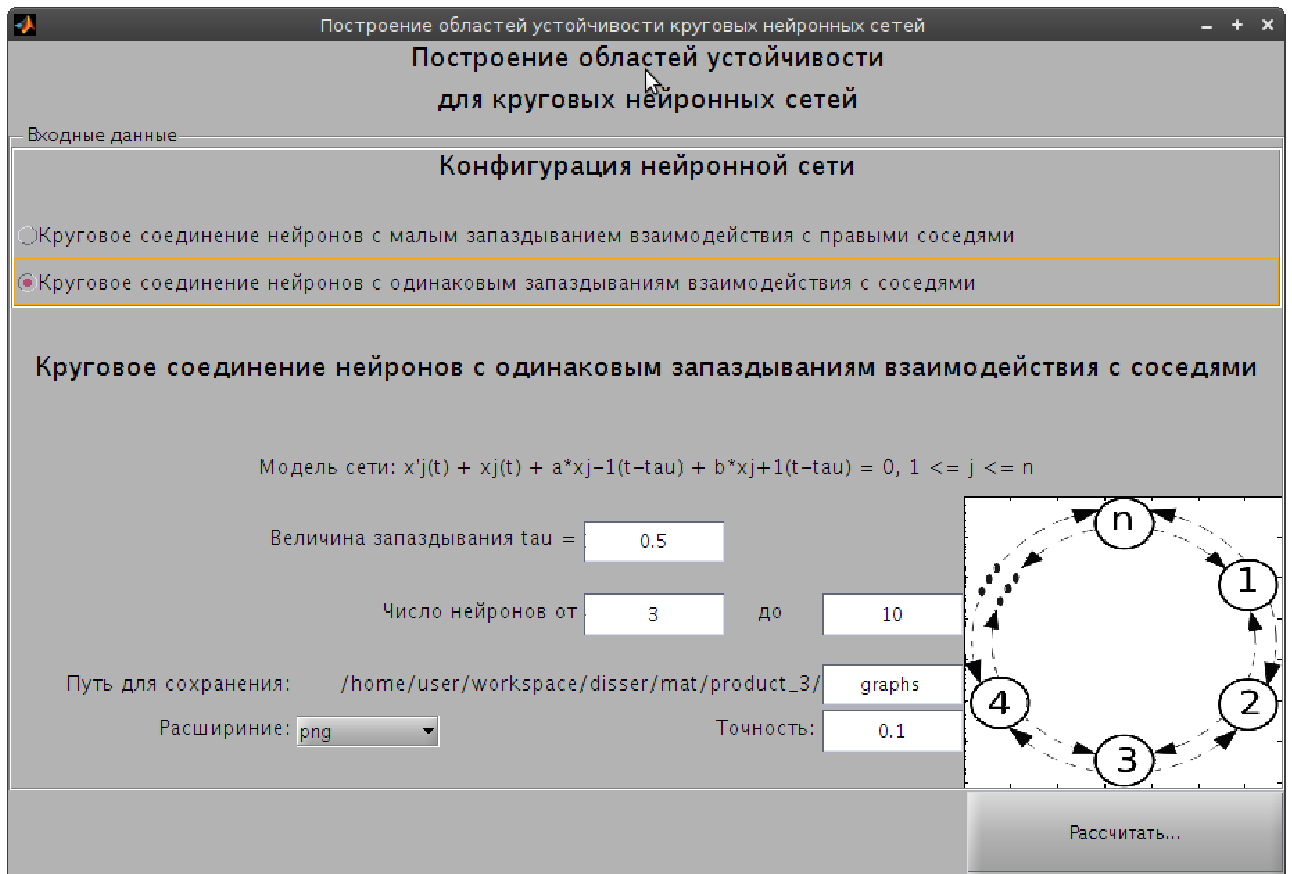 Построение областей устойчивости круговых нейронных сетей
Построение областей устойчивости
для круговых нейронных сетей
Входные данные
Конфигурация нейронной сети
Круговое соединение нейронов с малым запаздыванием взаимодействия с правыми соседями
Круговое соединение нейронов с одинаковым запаздываниям взаимодействия с соседями
Круговое соединение нейронов с одинаковым запаздываниям взаимодействия с соседями
Модель сети: x'j(t) + xj(t) + a*xj-1(t-tau) + b*xj+1(t-tau) = 0, 1 <= j <= n
Величина запаздывания tau = 0.5
Число нейронов от 3 до 10
Путь для сохранения: /home/user/workspace/disser/mat/product_3/ graphs
Расширииние: png Точность: 0.1
n
1
2
3
4
Рассчитать...